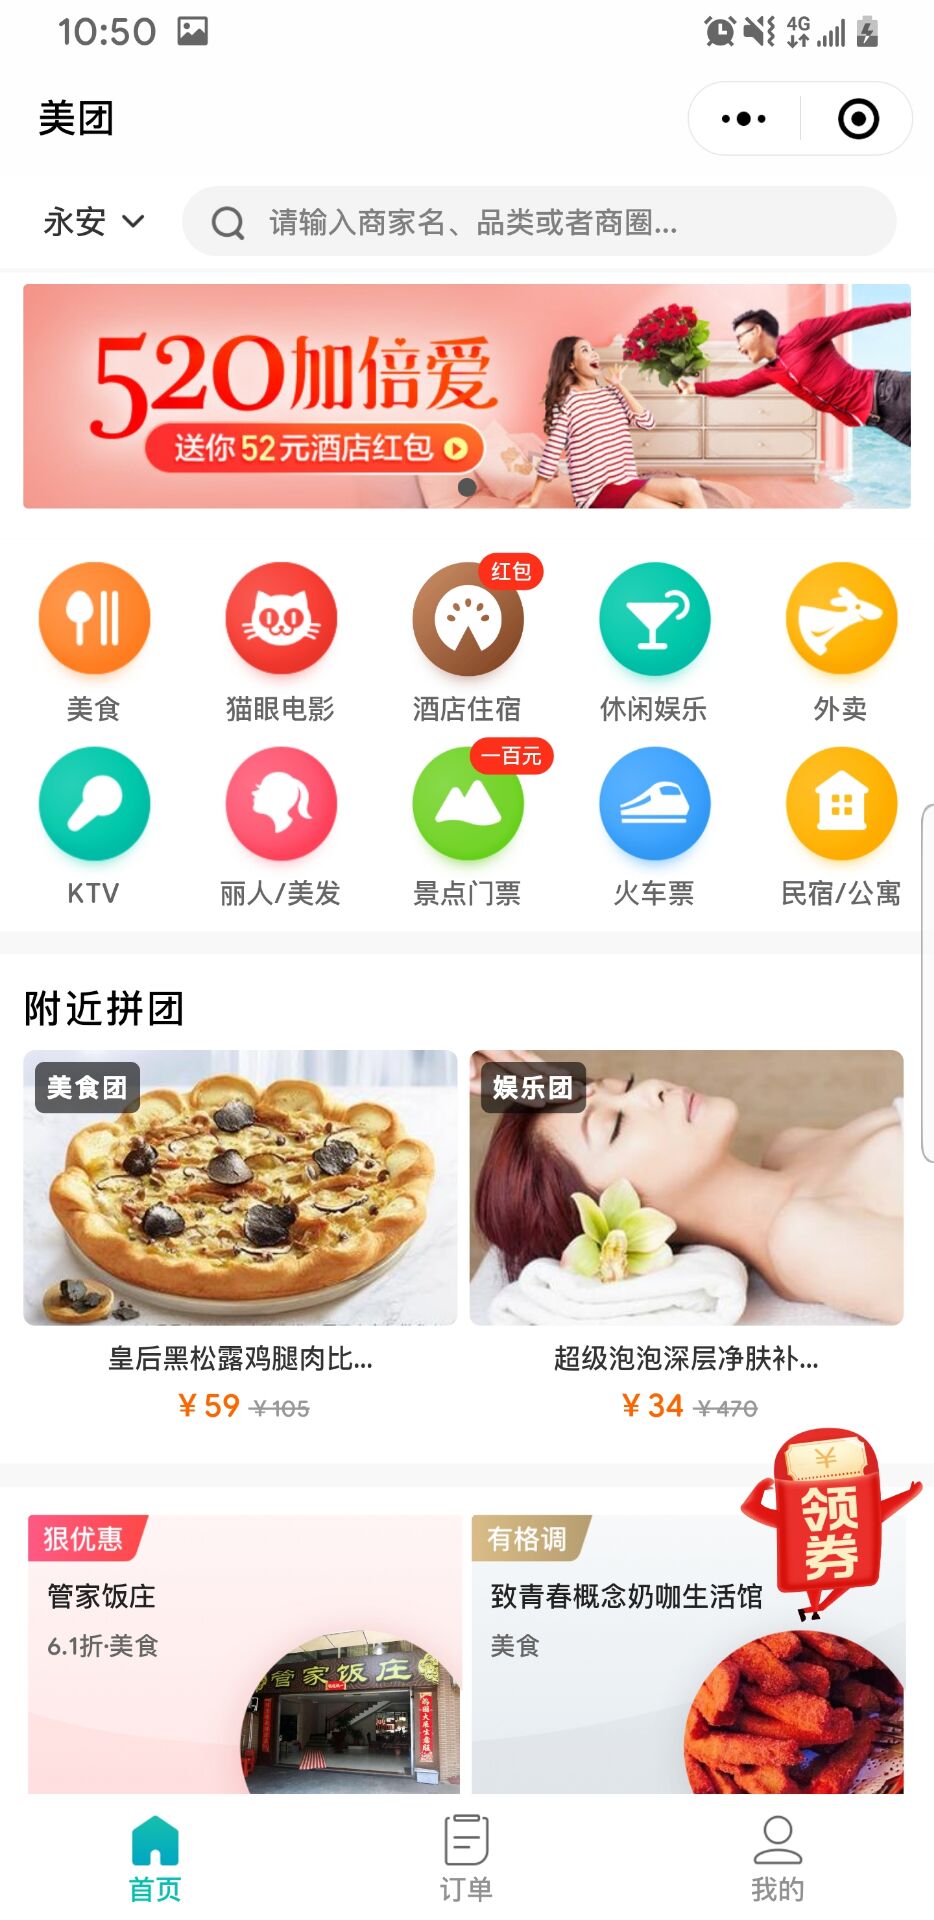 10:50
4G
美团
永安
请输入商家名、品类或者商圈...
520加倍爱
送你52元酒店红包
红包
美食
猫眼电影
酒店住宿
休闲娱乐
外卖
一百元
KTV
丽人/美发
景点门票
火车票
民宿/公寓
附近拼团
美食团
娱乐团
皇后黑松露鸡腿肉比...
超级泡泡深层净肤补...
¥59 ¥105
¥34 ¥470
领券
狠优惠
有格调
管家饭庄
致青春概念奶咖生活馆
6.1折·美食
美食
管家饭庄
首页
订单
我的